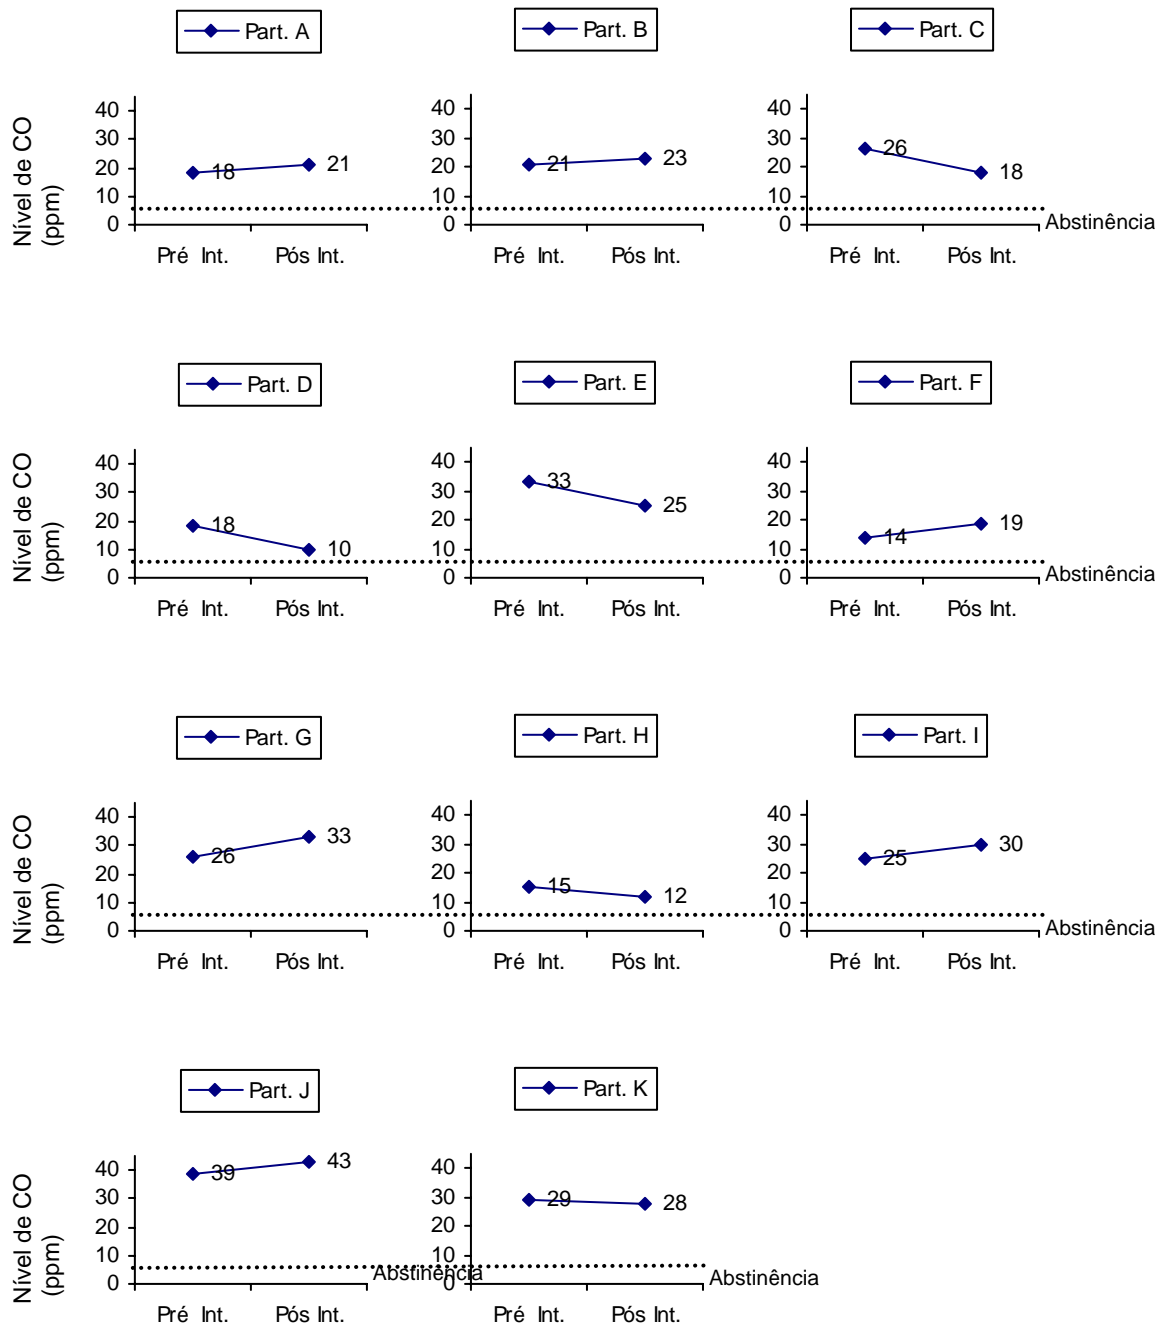 Part. A
Part. B
Part. C
Nível de CO
(ppm)
40
30
20
10
0
18
21
Pré Int.
Pós Int.
40
30
20
10
0
21
23
Pré Int.
Pós Int.
40
30
20
10
0
26
18
Pré Int.
Pós Int.
Abstinência
Part. D
Part. E
Part. F
Nível de CO
(ppm)
40
30
20
10
0
18
10
Pré Int.
Pós Int.
40
30
20
10
0
33
25
Pré Int.
Pós Int.
40
30
20
10
0
14
19
Pré Int.
Pós Int.
Abstinência
Part. G
Part. H
Part. I
Nível de CO
(ppm)
40
30
20
10
0
26
33
Pré Int.
Pós Int.
40
30
20
10
0
15
12
Pré Int.
Pós Int.
40
30
20
10
0
25
30
Pré Int.
Pós Int.
Abstinência
Part. J
Part. K
Nível de CO
(ppm)
40
30
20
10
0
39
43
Pré Int.
Pós Int.
Abstinência
40
30
20
10
0
29
28
Pré Int.
Pós Int.
Abstinência